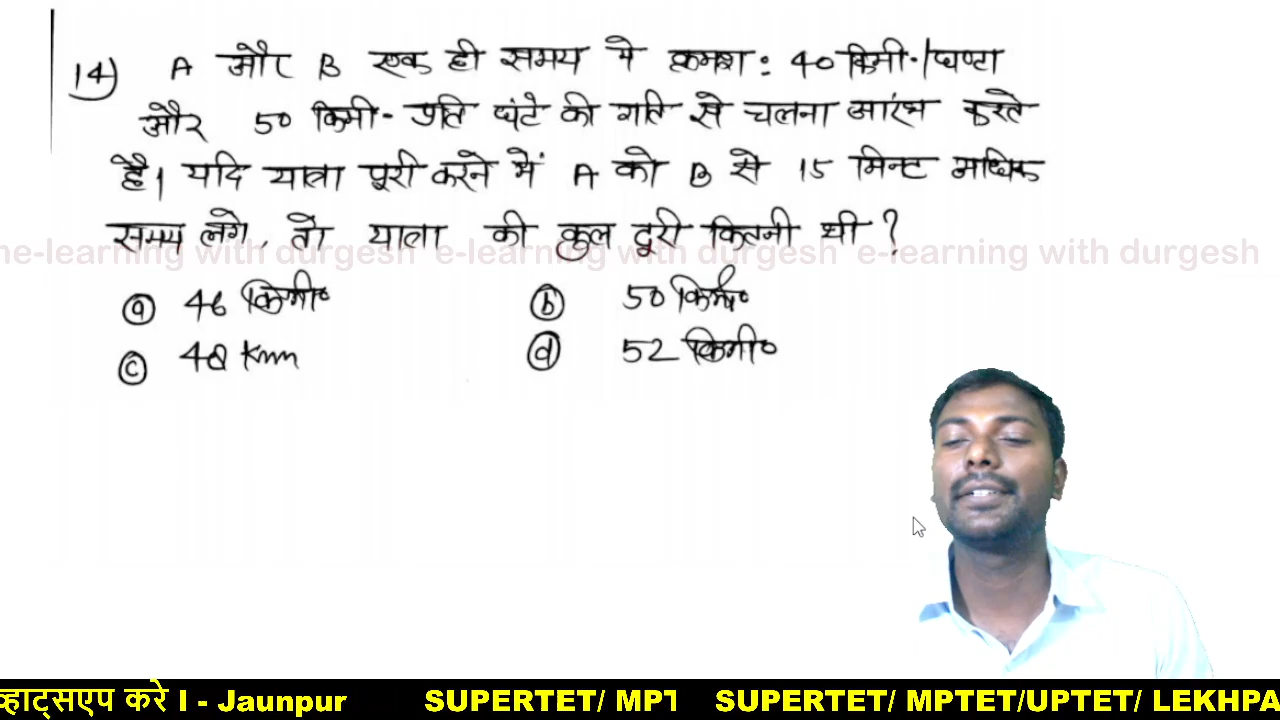 14) A और B एक ही समय मे क्रमश: 40 किमी./घण्टा
और 50 किमी. प्रति घंटे की गति से चलना आरंभ करते
है। यदि यात्रा पूरी करने में A को B से 15 मिनट अधिक
समय लगे, तो यात्रा की कुल दूरी कितनी थी ?
ne-learning with durgesh e-learning with durgesh e-learning with durgesh
(a) 46 किमी० (b) 50 किमी०
(c) 48 Km (d) 52 किमी०
व्हाट्सएप करे I - Jaunpur SUPERTET/ MPT SUPERTET/ MPTET/UPTET/ LEKHPA